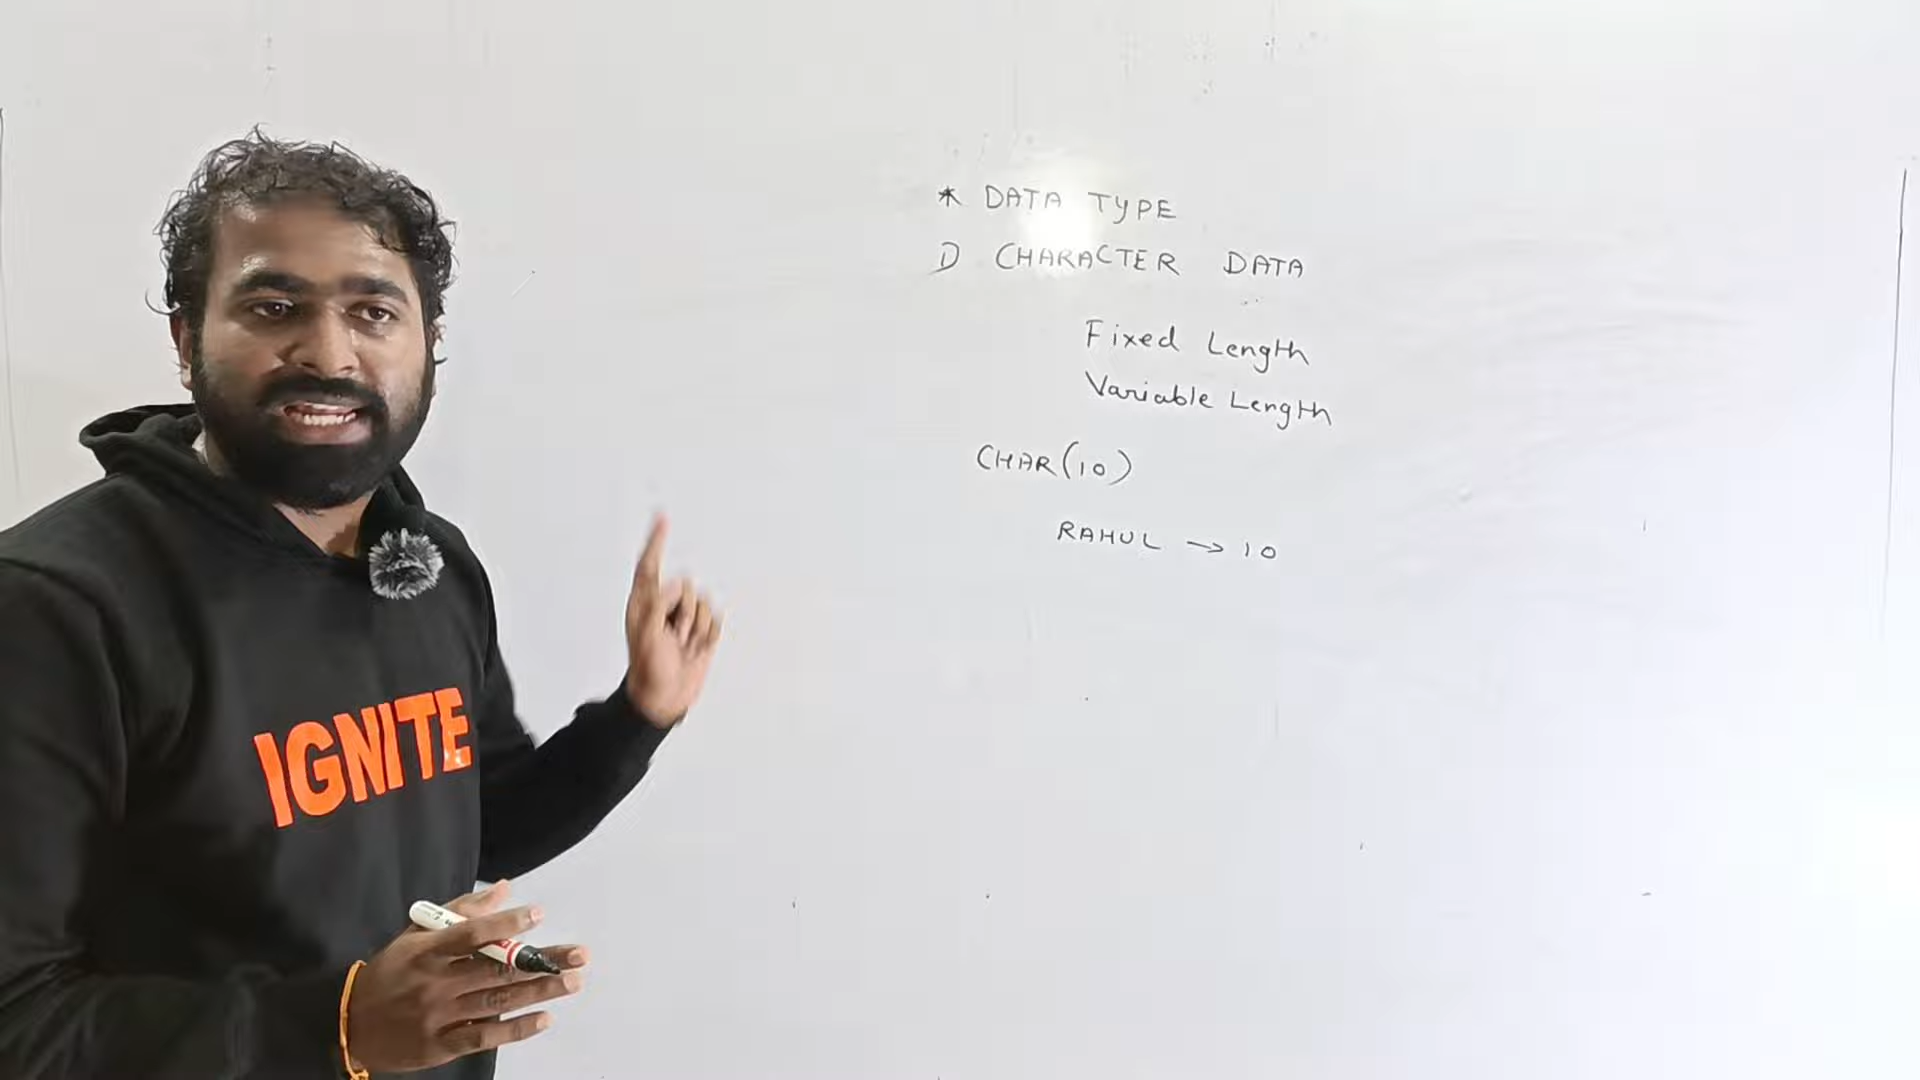 * DATA TYPE
1) CHARACTER DATA
Fixed Length
Variable Length
CHAR(10)
RAHUL → 10
IGNITE